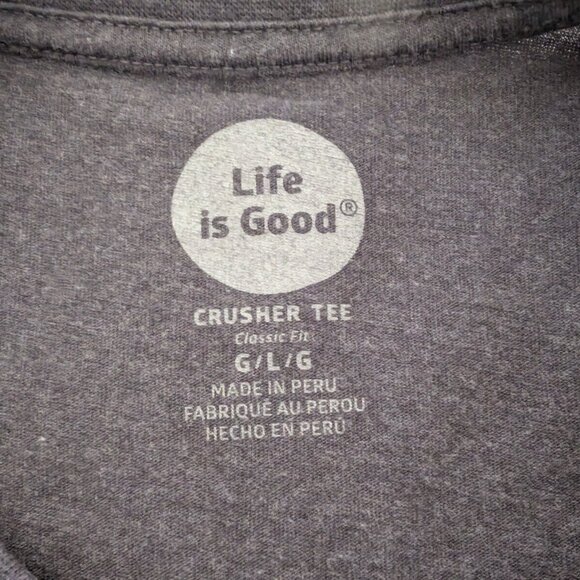 Life
is Good®
CRUSHER TEE
Classic Fit
G/L/G
MADE IN PERU
FABRIQUÉ AU PEROU
HECHO EN PERÚ